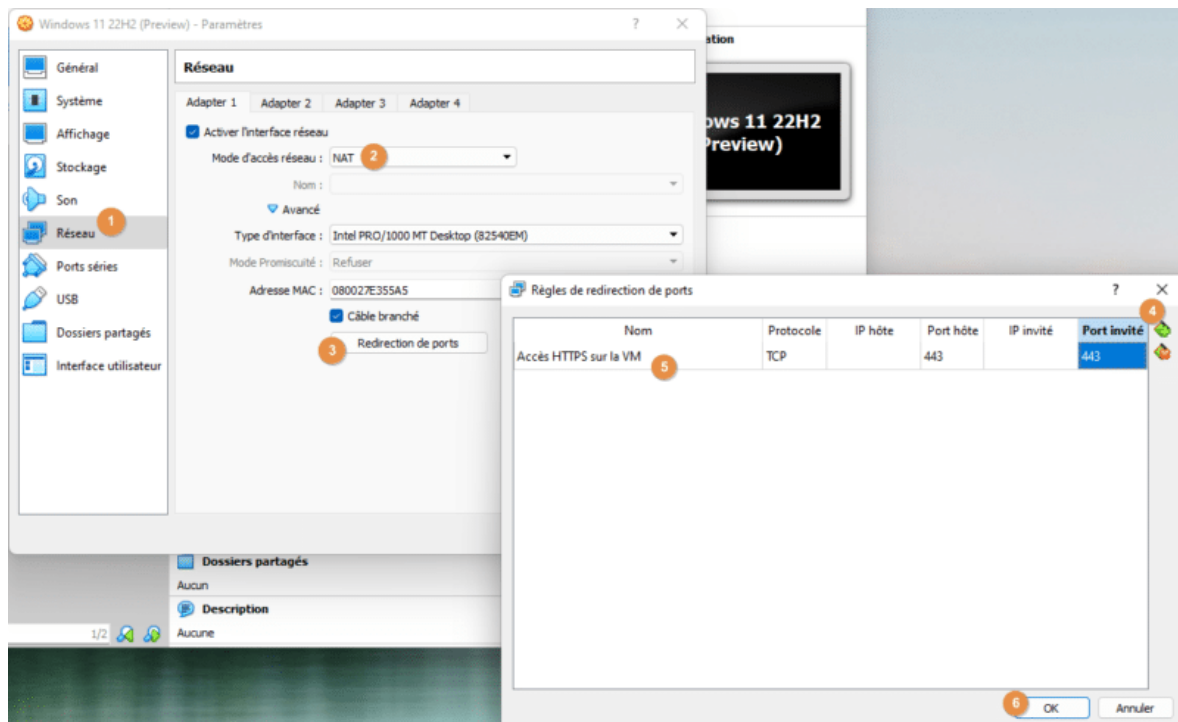 Windows 11 22H2 (Preview) - Paramètres
?
Général
Système
Affichage
Stockage
Son
1
Réseau
Ports séries
USB
Dossiers partagés
Interface utilisateur
Réseau
Adapter 1 Adapter 2 Adapter 3 Adapter 4
Activer l'interface réseau
Mode d'accès réseau : NAT 2
Nom :
Avancé
Type d'interface : Intel PRO/1000 MT Desktop (82540EM)
Mode Promiscuité : Refuser
Adresse MAC : 080027E355A5
Câble branché
3 Redirection de ports
ation
ows 11 22H2
Preview)
Règles de redirection de ports
?
4
Nom Protocole IP hôte Port hôte IP invité Port invité
Accès HTTPS sur la VM TCP 443 443
5
6 OK Annuler
Dossiers partagés
Aucun
Description
Aucune
1/2